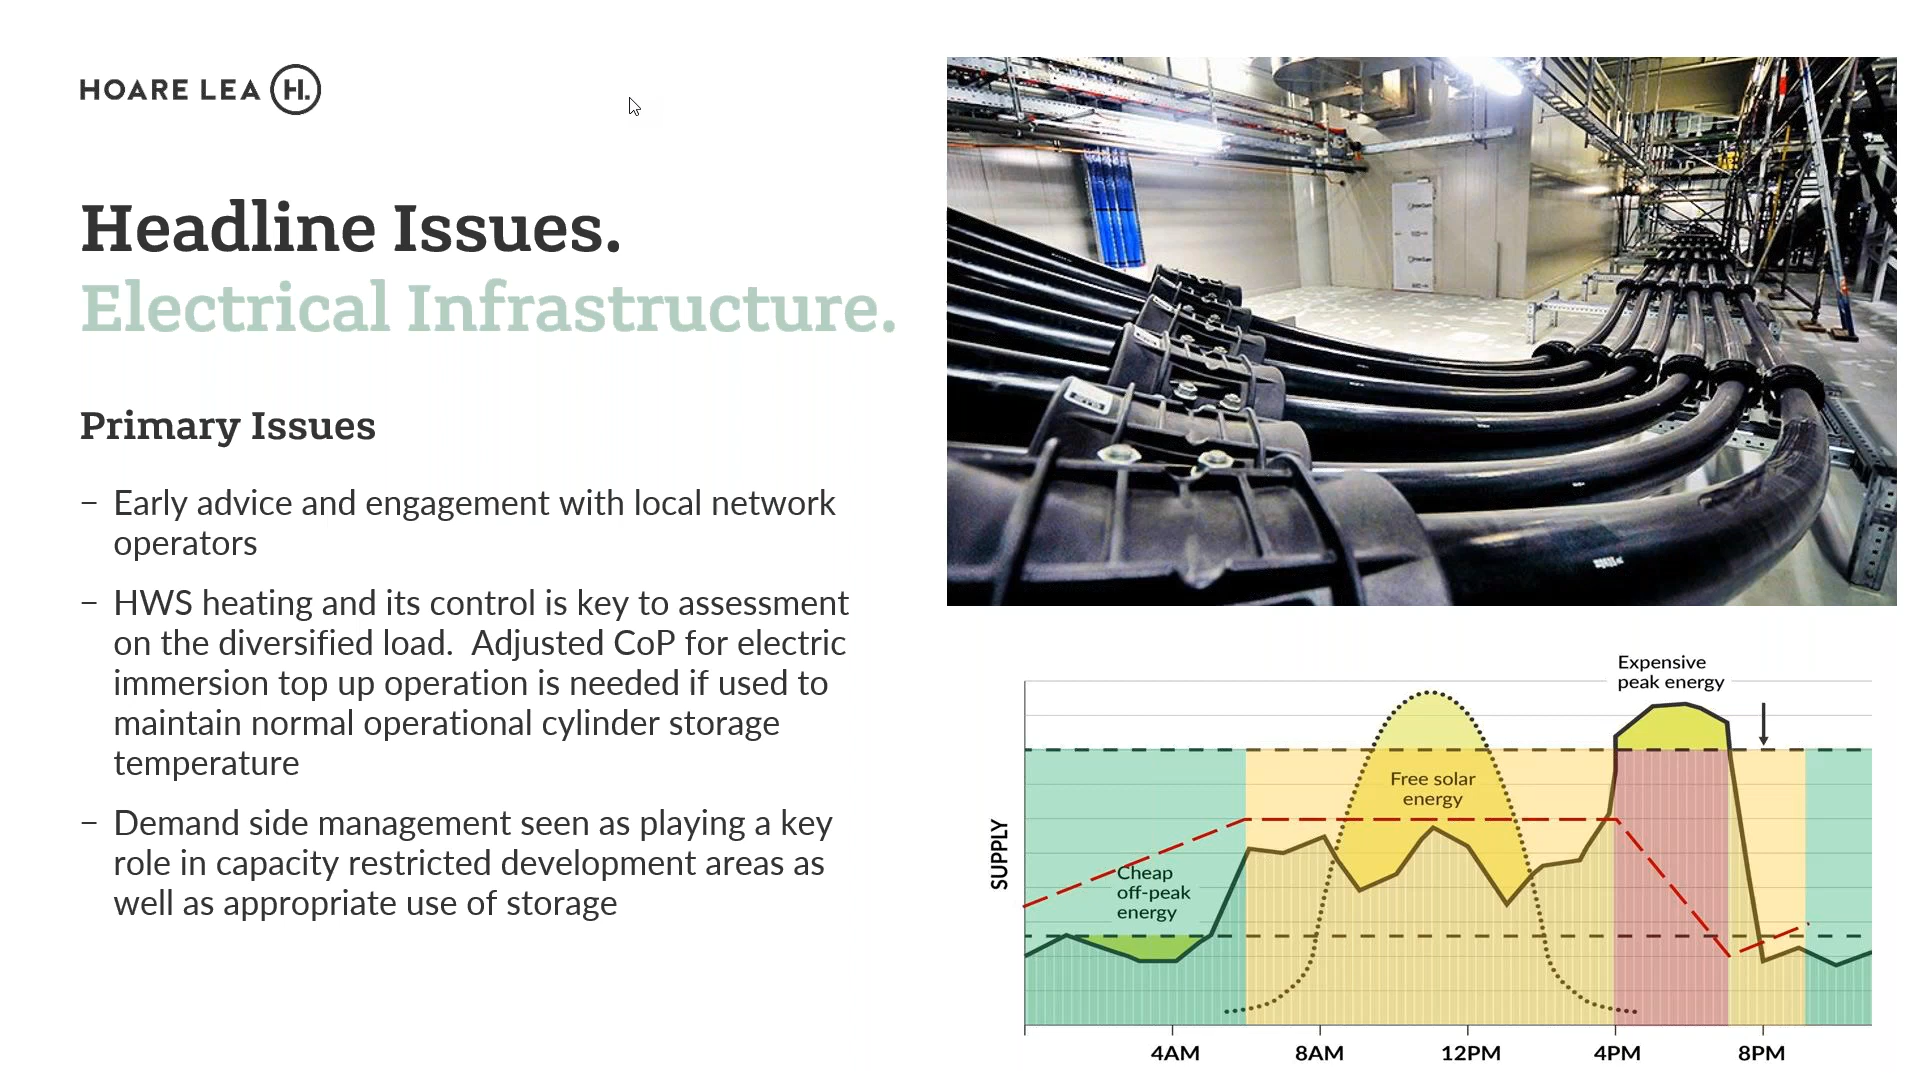 HOARE LEA H.
Headline Issues.
Electrical Infrastructure.
Primary Issues
– Early advice and engagement with local network
operators
– HWS heating and its control is key to assessment
on the diversified load.  Adjusted CoP for electric
immersion top up operation is needed if used to
maintain normal operational cylinder storage
temperature
– Demand side management seen as playing a key
role in capacity restricted development areas as
well as appropriate use of storage
Expensive
peak energy
Free solar
energy
Cheap
off-peak
energy
SUPPLY
4AM 8AM 12PM 4PM 8PM